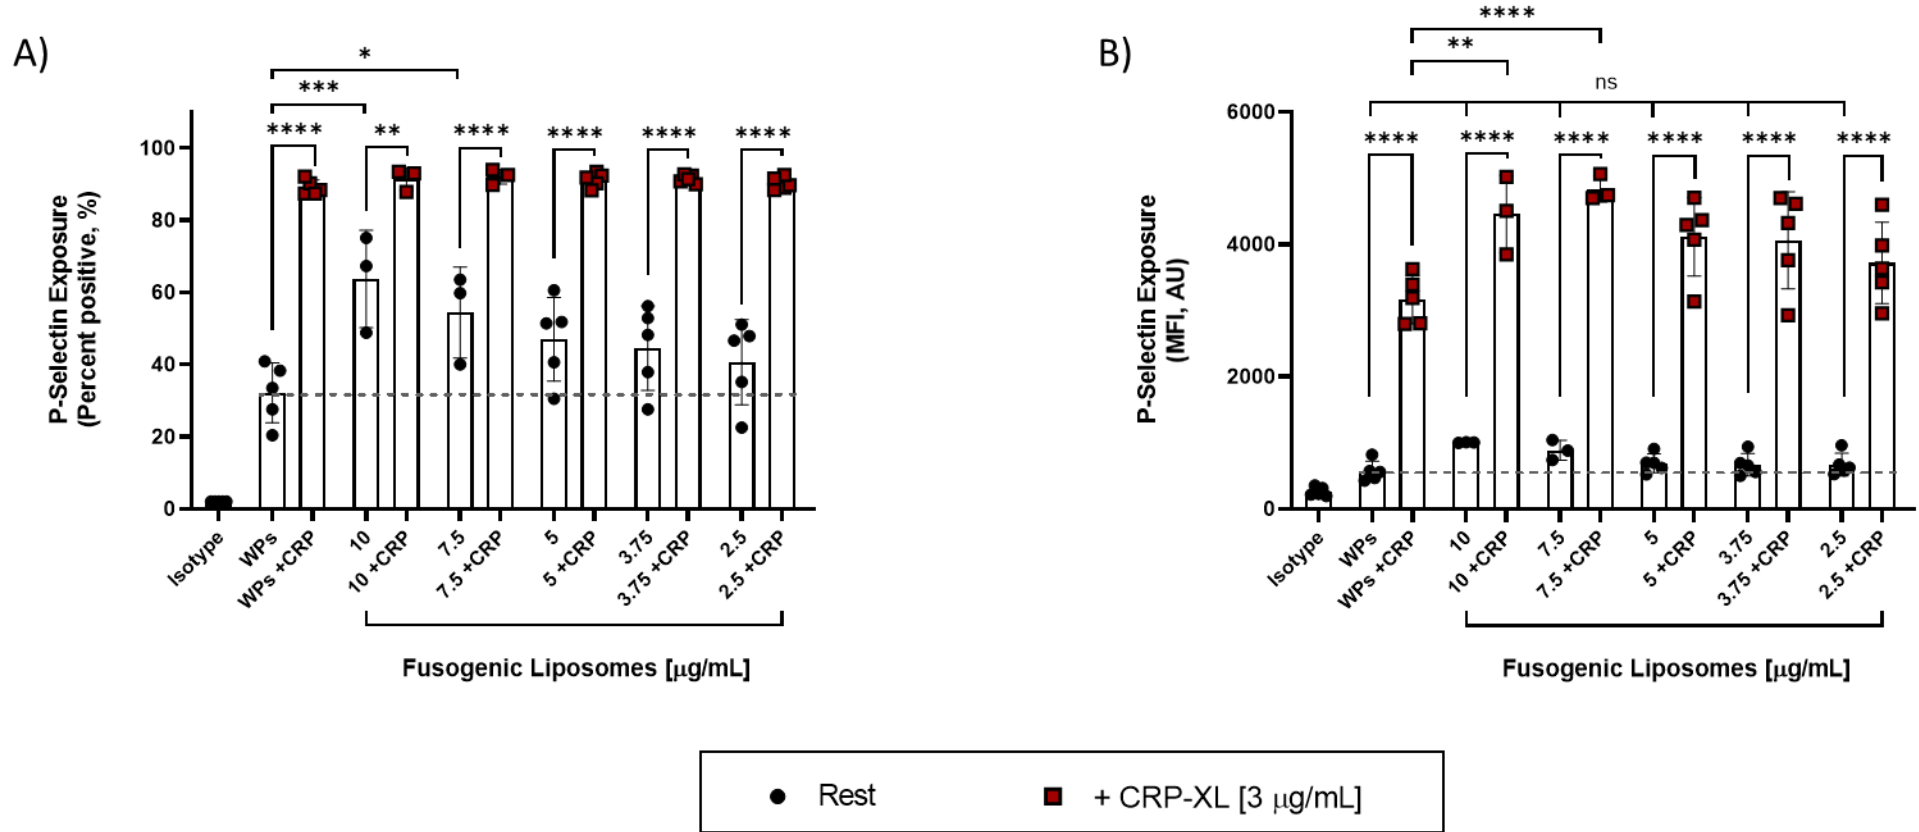 A)
*
***
**** ** **** **** **** ****
100
80
60
40
20
0
P-Selectin Exposure
(Percent positive, %)
Isotype
WPs
WPs +CRP
10
10 +CRP
7.5
7.5 +CRP
5
5 +CRP
3.75
3.75 +CRP
2.5
2.5 +CRP
Fusogenic Liposomes [µg/mL]
B)
****
**
ns
**** **** **** **** **** ****
6000
4000
2000
0
P-Selectin Exposure
(MFI, AU)
Isotype
WPs
WPs +CRP
10
10 +CRP
7.5
7.5 +CRP
5
5 +CRP
3.75
3.75 +CRP
2.5
2.5 +CRP
Fusogenic Liposomes [µg/mL]
Rest
+ CRP-XL [3 µg/mL]